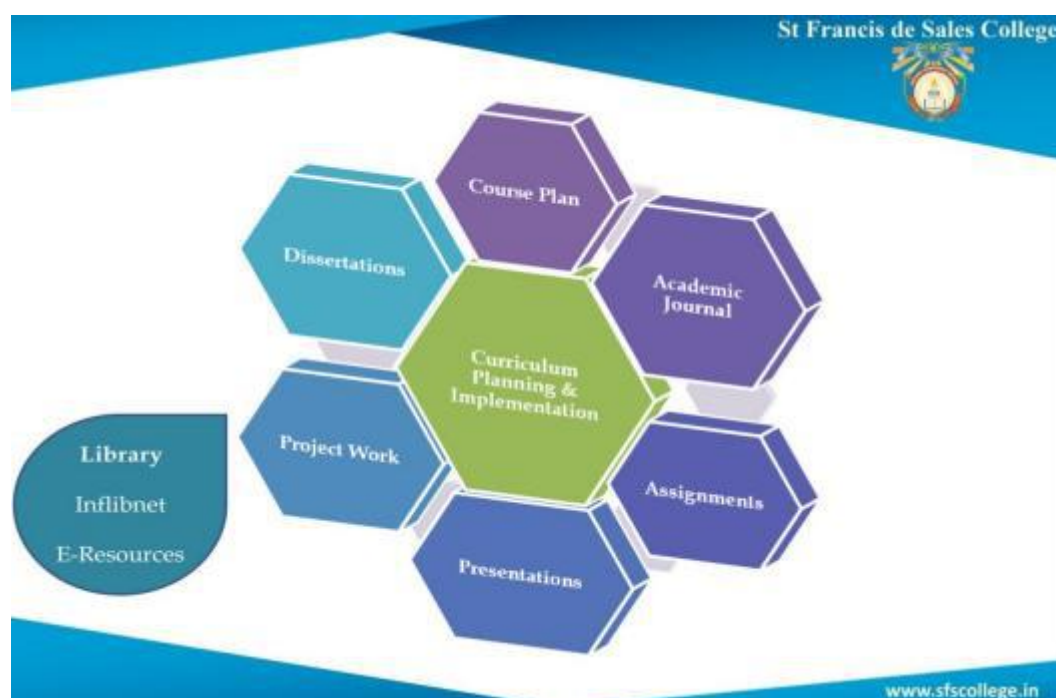 St Francis de Sales College
Course Plan
Dissertations
Academic
Journal
Curriculum
Planning &
Implementation
Project Work
Library
Inflibnet
E-Resources
Assignments
Presentations
www.sfscollege.in